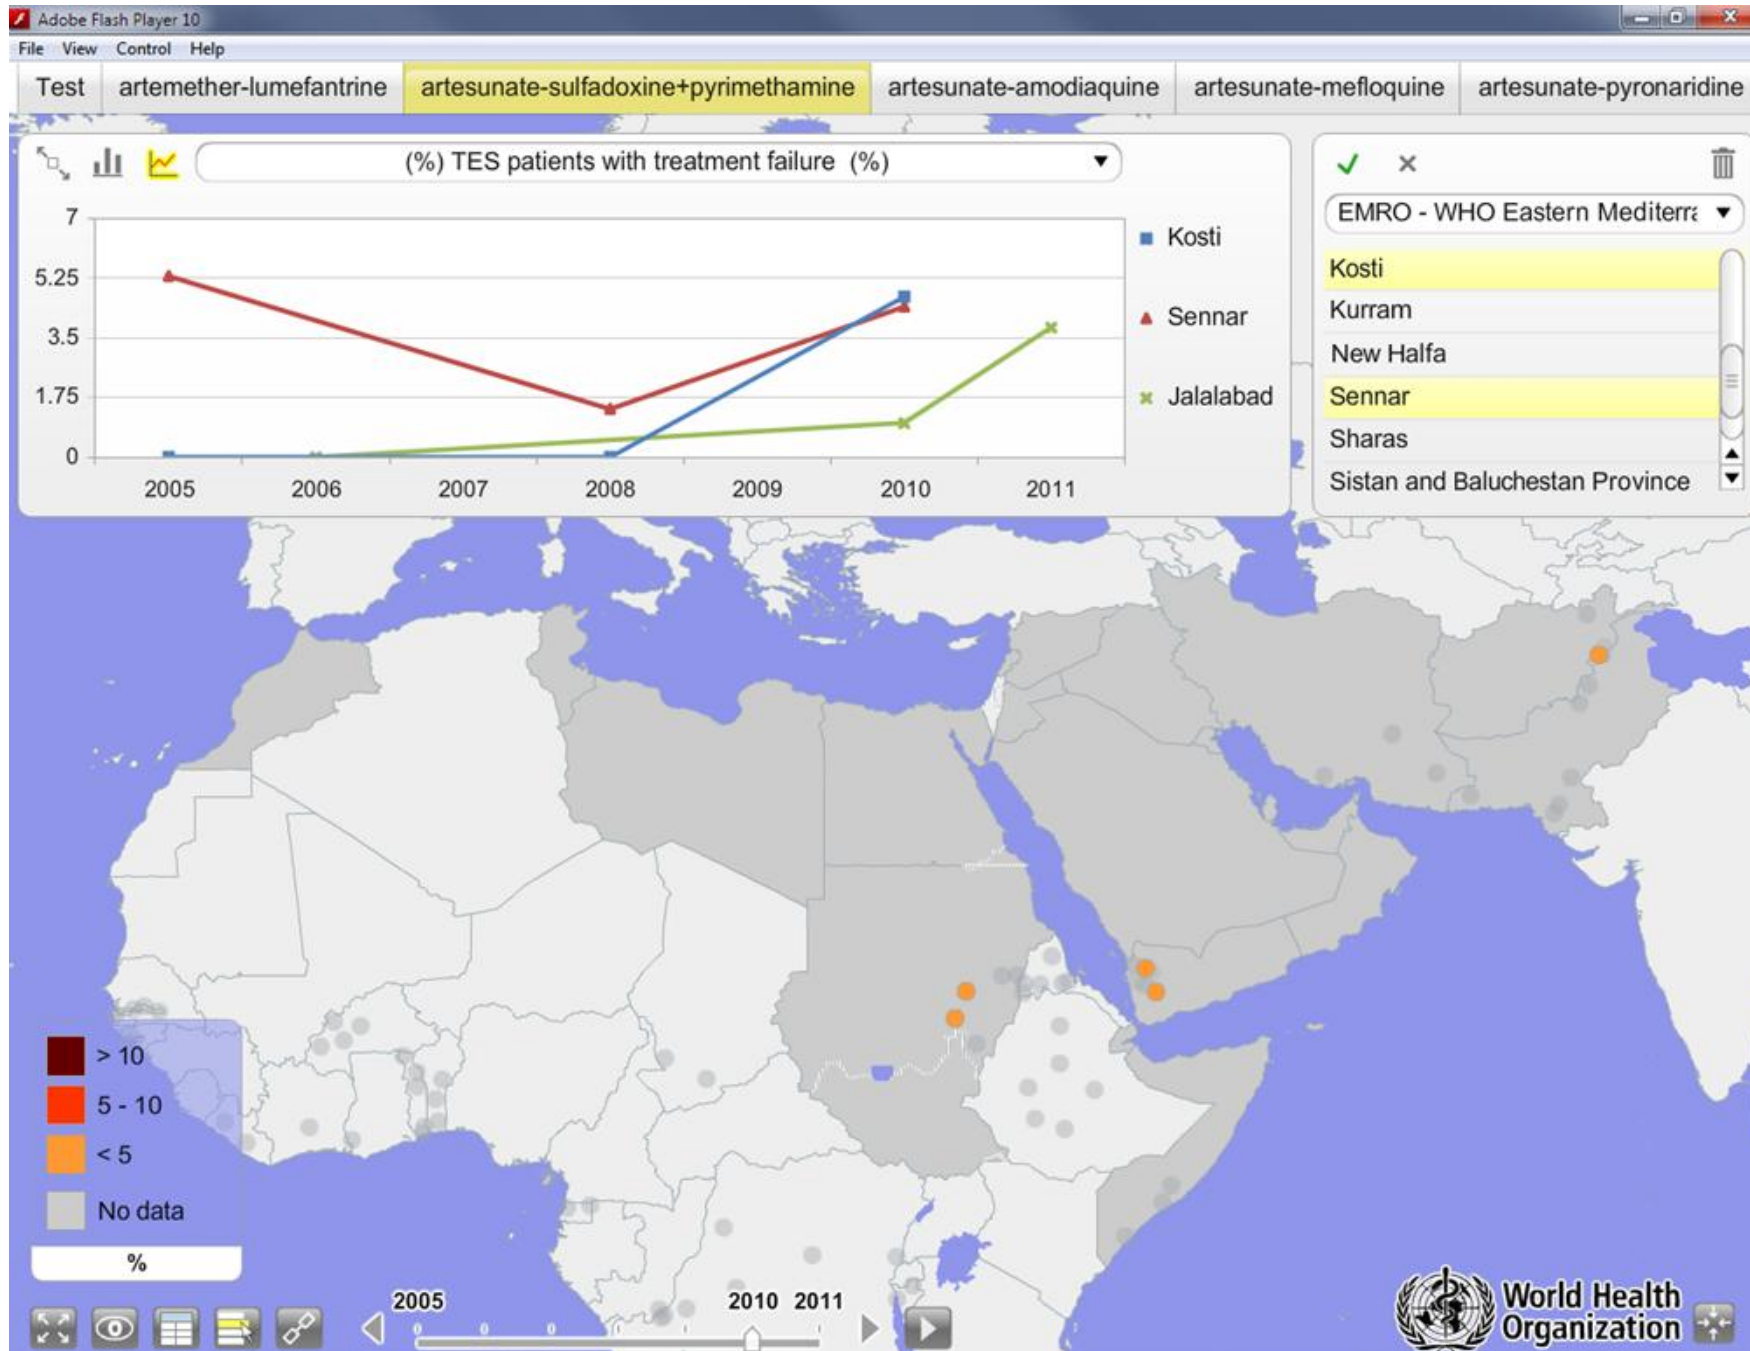 Adobe Flash Player 10
File View Control Help
Test artemether-lumefantrine artesunate-sulfadoxine+pyrimethamine artesunate-amodiaquine artesunate-mefloquine artesunate-pyronaridine
(%) TES patients with treatment failure (%)
7
5.25
3.5
1.75
0
2005 2006 2007 2008 2009 2010 2011
Kosti
Sennar
Jalalabad
EMRO - WHO Eastern Mediterra
Kosti
Kurram
New Halfa
Sennar
Sharas
Sistan and Baluchestan Province
> 10
5 - 10
< 5
No data
%
2005 2010 2011
0 0 0
World Health
Organization